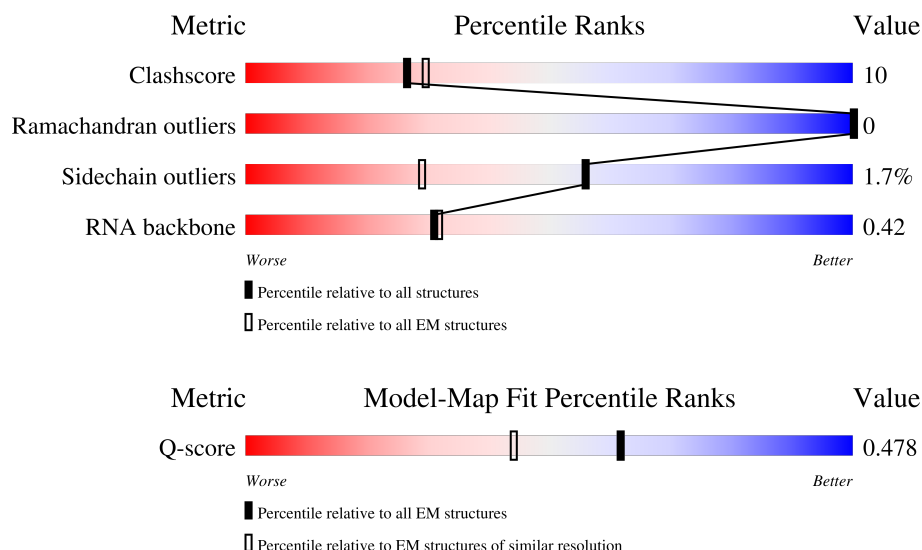 Metric Percentile Ranks Value
Clashscore 10
Ramachandran outliers 0
Sidechain outliers 1.7%
RNA backbone 0.42
Worse Better
Percentile relative to all structures
Percentile relative to all EM structures
Metric Model-Map Fit Percentile Ranks Value
Q-score 0.478
Worse Better
Percentile relative to all EM structures
Percentile relative to EM structures of similar resolution